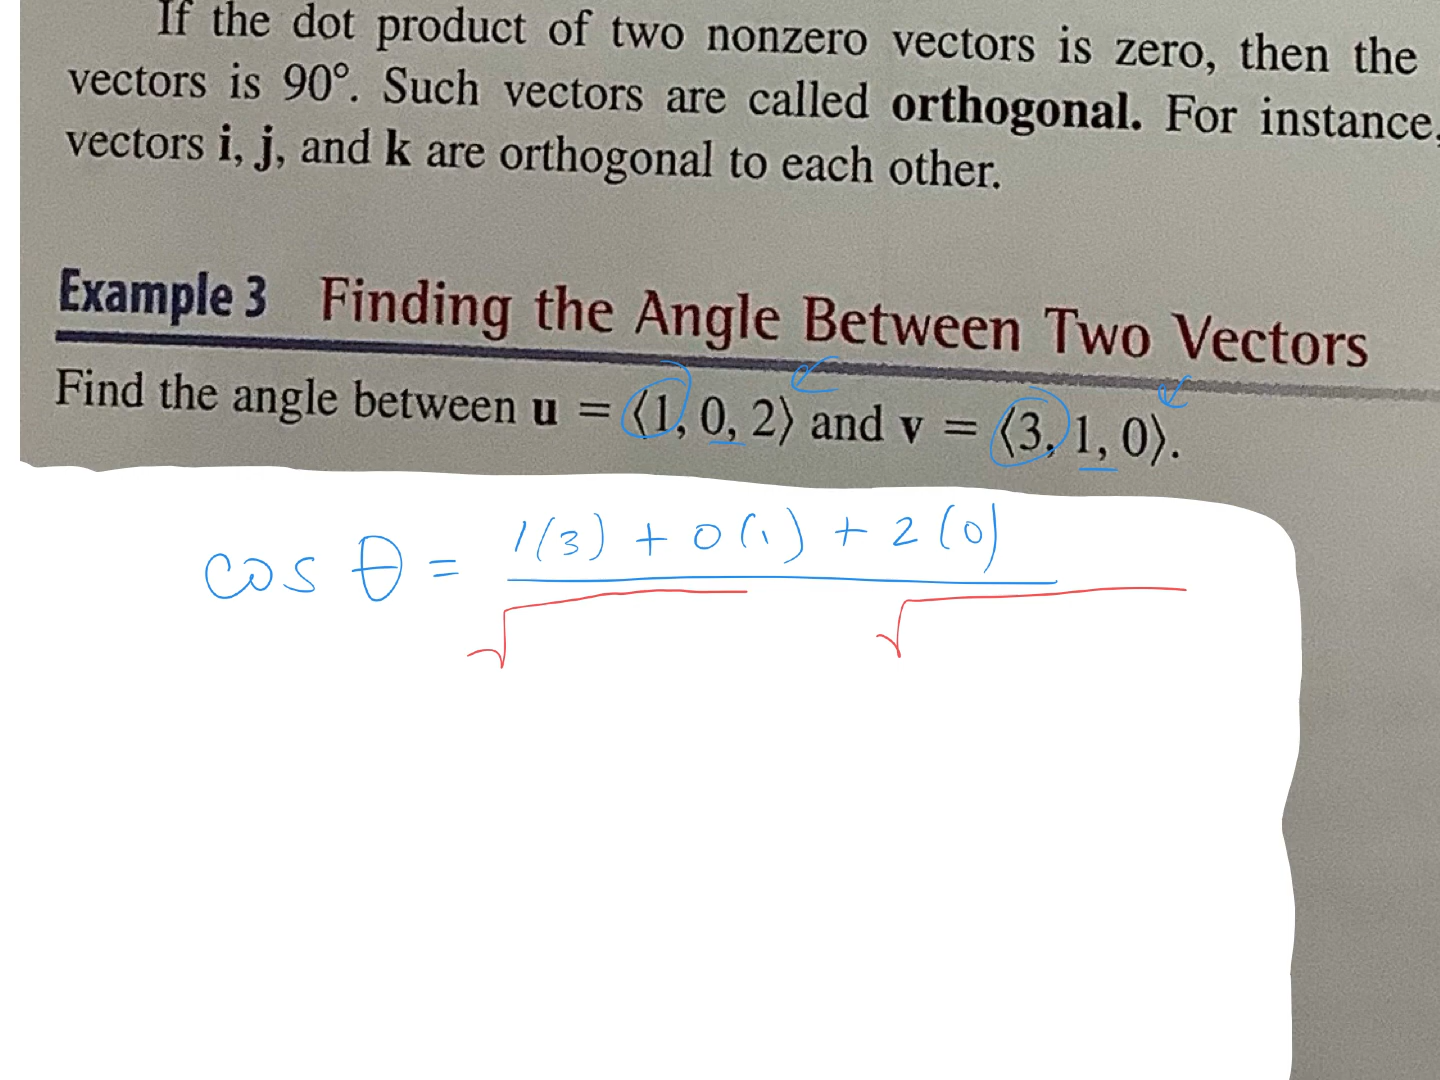 If the dot product of two nonzero vectors is zero, then the
vectors is 90°. Such vectors are called orthogonal. For instance,
vectors i, j, and k are orthogonal to each other.
Example 3 Finding the Angle Between Two Vectors
Find the angle between u = ⟨1, 0, 2⟩ and v = ⟨3, 1, 0⟩.
1(3) + 0(1) + 2(0)
cos θ =
√ √